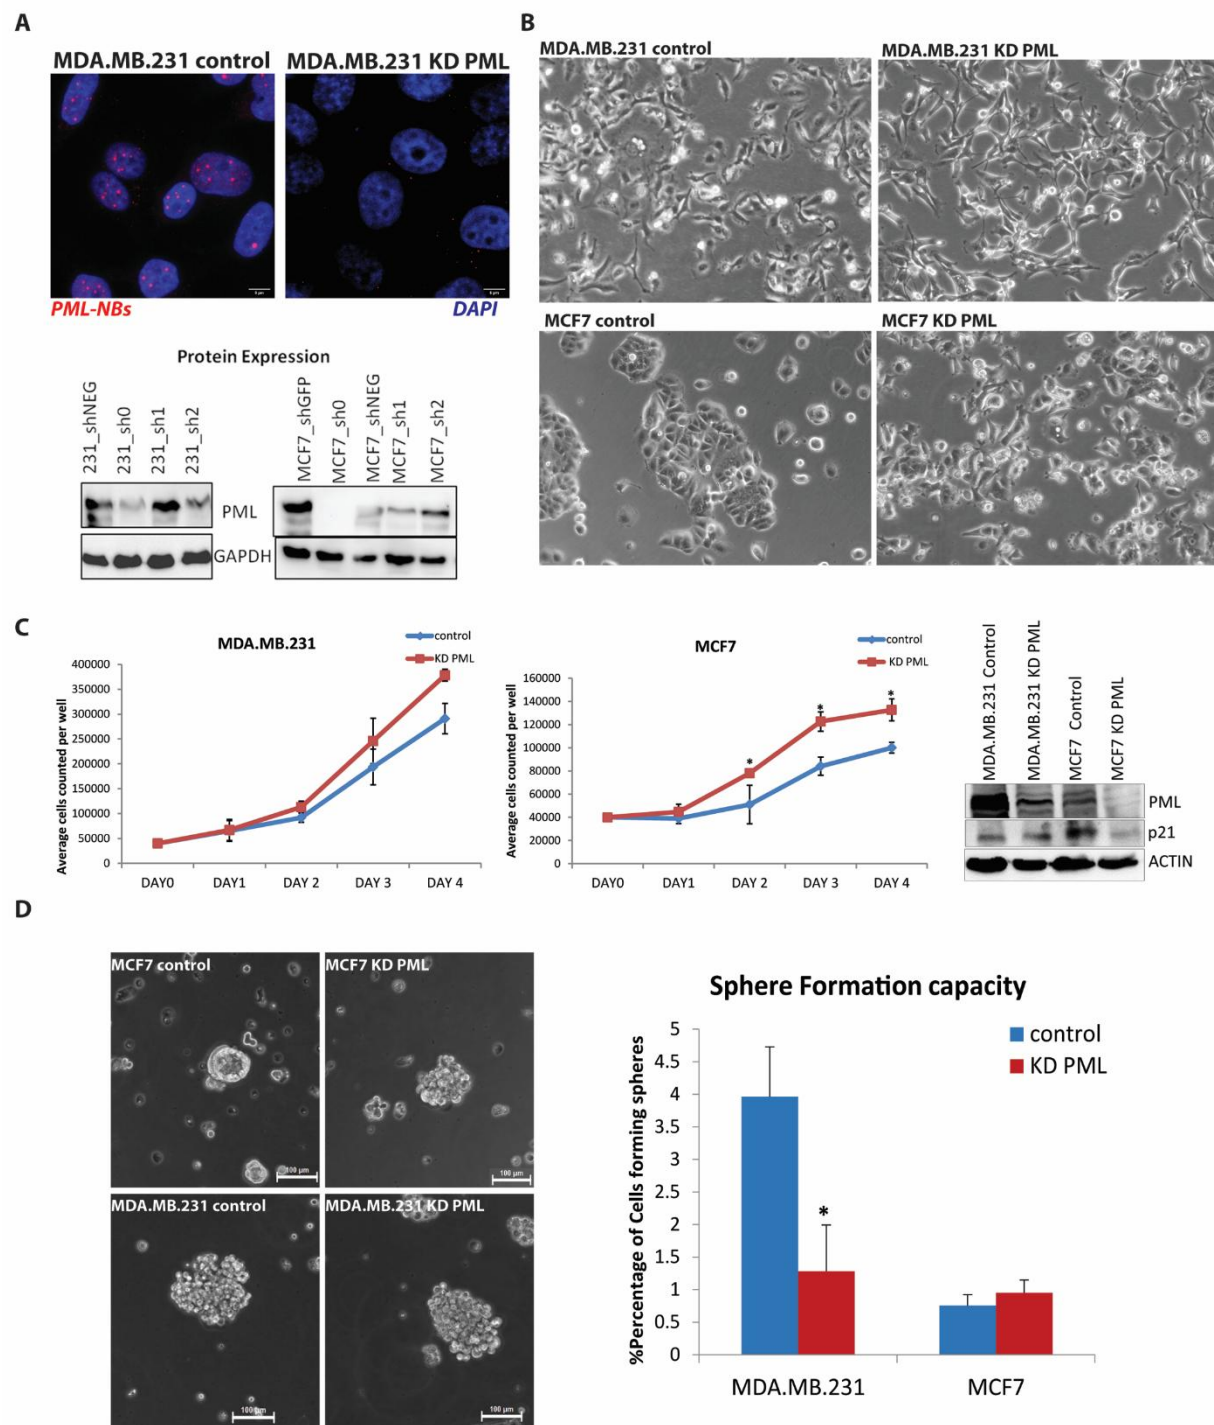 A
MDA.MB.231 control
MDA.MB.231 KD PML
PML-NBs
DAPI
Protein Expression
231_shNEG
231_sh0
231_sh1
231_sh2
MCF7_shGFP
MCF7_sh0
MCF7_shNEG
MCF7_sh1
MCF7_sh2
PML
GAPDH
B
MDA.MB.231 control
MDA.MB.231 KD PML
MCF7 control
MCF7 KD PML
C
MDA.MB.231
control
KD PML
Average cells counted per well
400000
350000
300000
250000
200000
150000
100000
50000
0
DAY0
DAY1
DAY 2
DAY 3
DAY 4
MCF7
control
KD PML
Average cells counted per well
160000
140000
120000
100000
80000
60000
40000
20000
0
*
*
*
DAY0
DAY1
DAY 2
DAY 3
DAY 4
MDA.MB.231 Control
MDA.MB.231 KD PML
MCF7 Control
MCF7 KD PML
PML
p21
ACTIN
D
MCF7 control
MCF7 KD PML
100 µm
100 µm
MDA.MB.231 control
MDA.MB.231 KD PML
100 µm
100 µm
Sphere Formation capacity
control
KD PML
%Percentage of Cells forming spheres
5
4.5
4
3.5
3
2.5
2
1.5
1
0.5
0
*
MDA.MB.231
MCF7